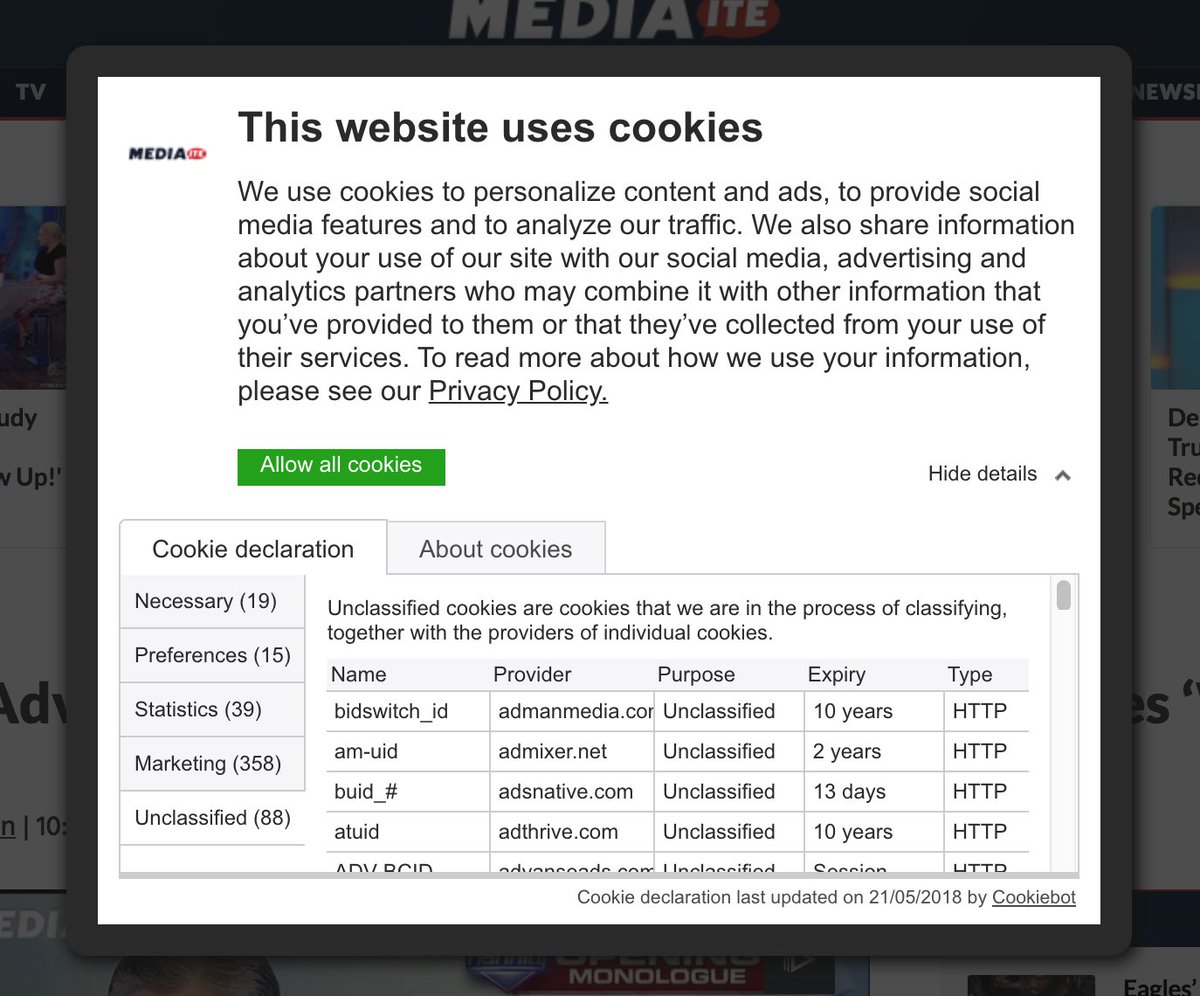 MEDIAITE
TV
NEWS
MEDIAITE
This website uses cookies
We use cookies to personalize content and ads, to provide social
media features and to analyze our traffic. We also share information
about your use of our site with our social media, advertising and
analytics partners who may combine it with other information that
you’ve provided to them or that they’ve collected from your use of
their services. To read more about how we use your information,
please see our Privacy Policy.
Allow all cookies
Hide details
Cookie declaration
About cookies
Necessary (19)
Preferences (15)
Statistics (39)
Marketing (358)
Unclassified (88)
Unclassified cookies are cookies that we are in the process of classifying,
together with the providers of individual cookies.
Name Provider Purpose Expiry Type
bidswitch_id admanmedia.com Unclassified 10 years HTTP
am-uid admixer.net Unclassified 2 years HTTP
buid_# adsnative.com Unclassified 13 days HTTP
atuid adthrive.com Unclassified 10 years HTTP
ADV_BCID advanseads.com Unclassified Session HTTP
Cookie declaration last updated on 21/05/2018 by Cookiebot
udy
w Up!'
De
Tru
Rec
Spe
Adv
es ‘
n | 10:
MEDIA
OPENING
MONOLOGUE
Eagles’